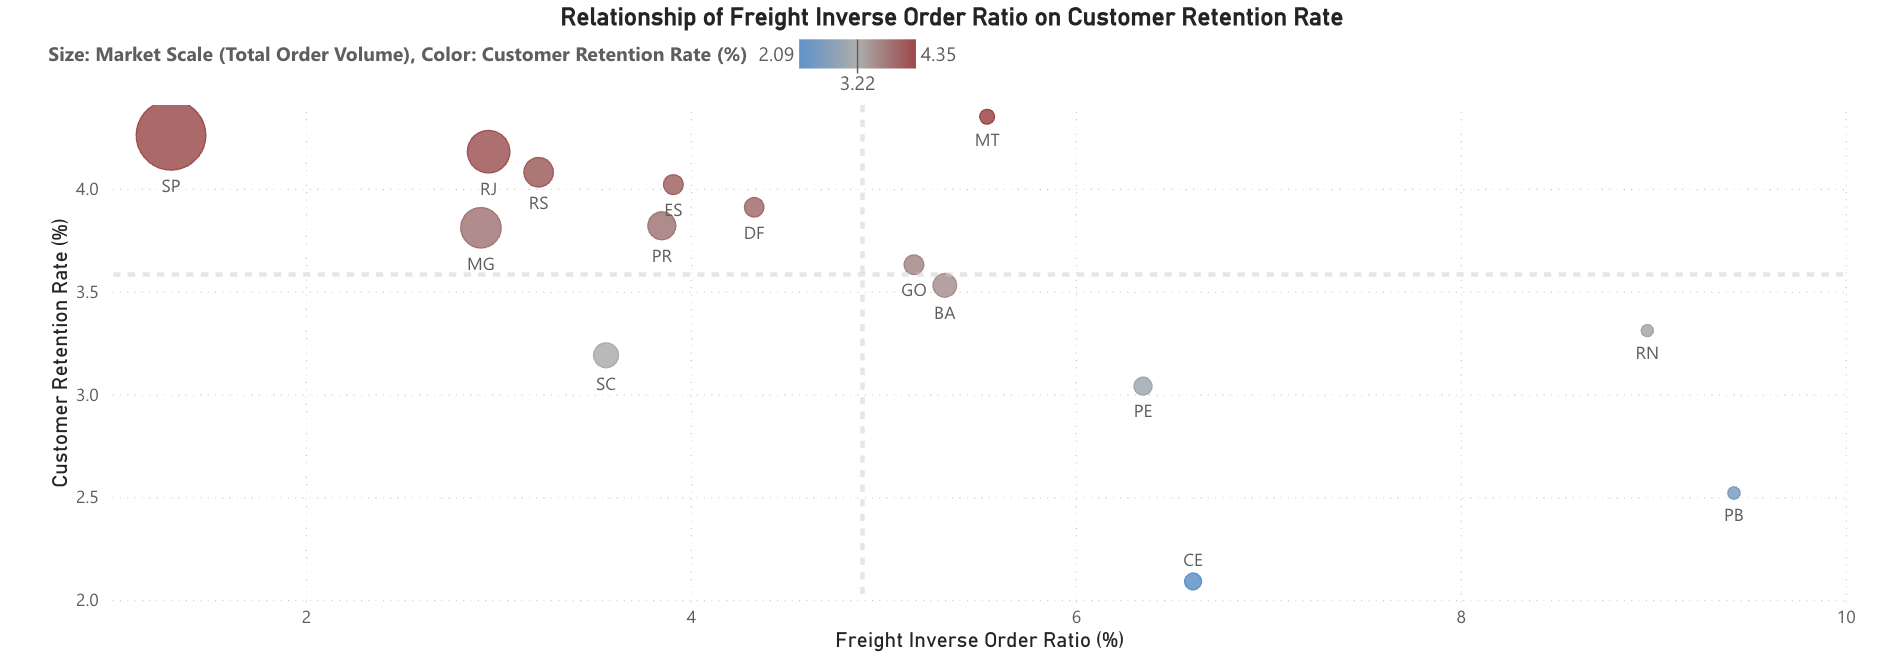 Relationship of Freight Inverse Order Ratio on Customer Retention Rate
Size: Market Scale (Total Order Volume), Color: Customer Retention Rate (%) 2.09 4.35
3.22
MT
SP
RJ
RS
ES
DF
MG
PR
GO
BA
SC
RN
PE
PB
CE
Customer Retention Rate (%)
4.0
3.5
3.0
2.5
2.0
2 4 6 8 10
Freight Inverse Order Ratio (%)